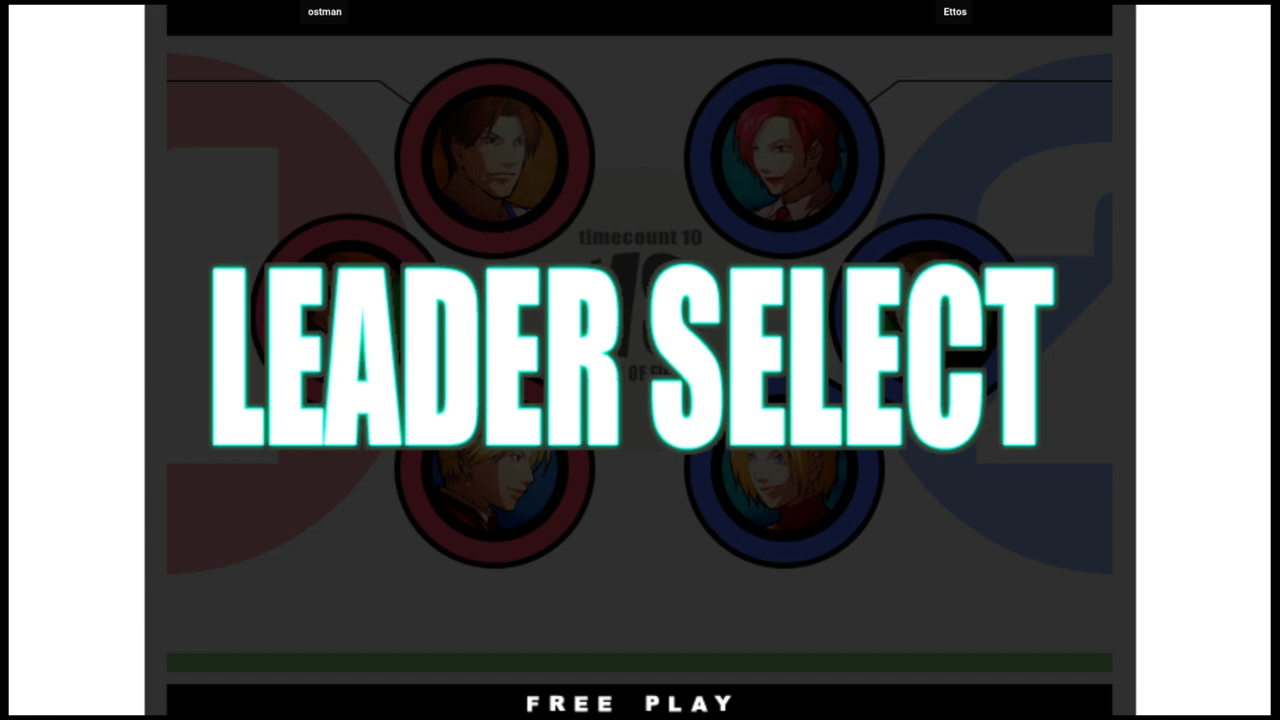 ostman
Ettos
timecount 10
LEADER SELECT
FREE PLAY